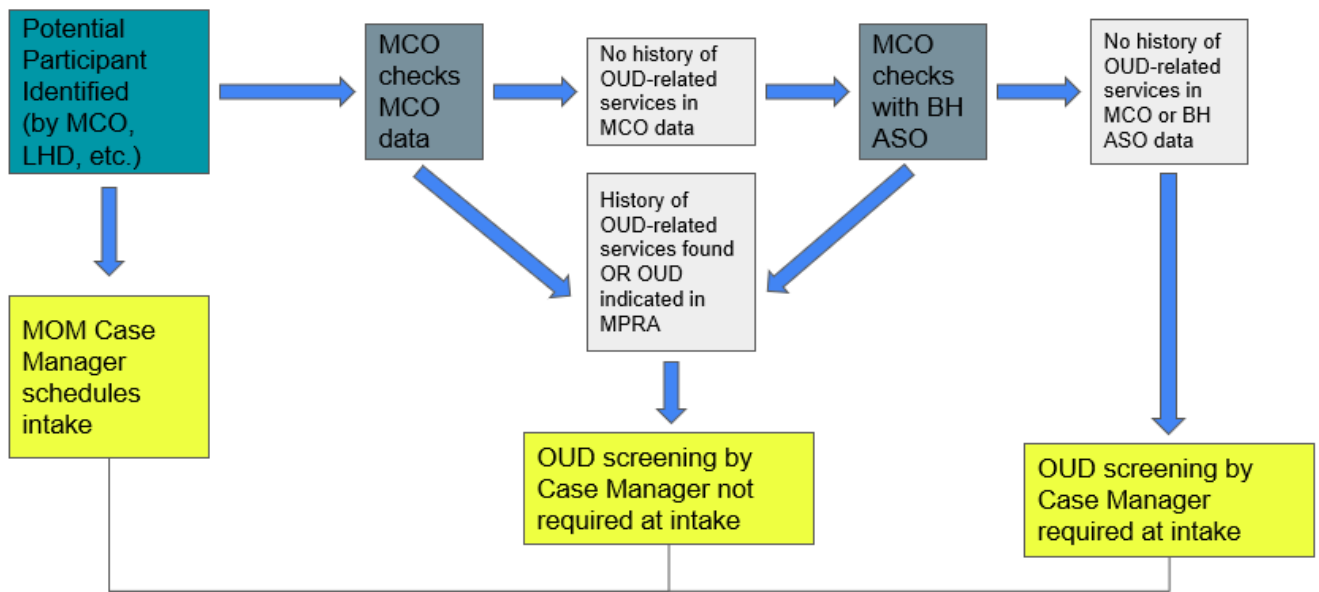 Potential
Participant
Identified
(by MCO,
LHD, etc.)
MCO
checks
MCO
data
No history of
OUD-related
services in
MCO data
MCO
checks
with BH
ASO
No history of
OUD-related
services in
MCO or BH
ASO data
History of
OUD-related
services found
OR OUD
indicated in
MPRA
MOM Case
Manager
schedules
intake
OUD screening by
Case Manager not
required at intake
OUD screening by
Case Manager
required at intake